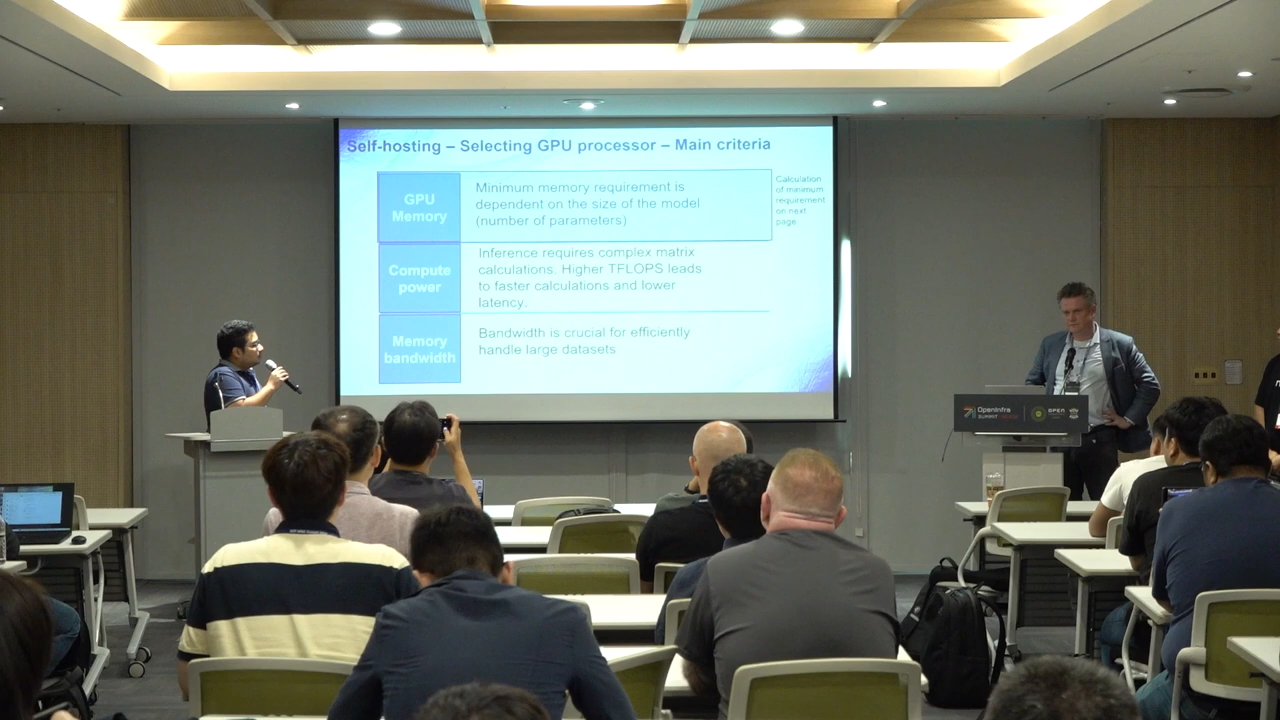 Self-hosting – Selecting GPU processor – Main criteria
GPU
Memory
Minimum memory requirement is
dependent on the size of the model
(number of parameters)
Calculation
of minimum
requirement
on next
page.
Compute
power
Inference requires complex matrix
calculations. Higher TFLOPS leads
to faster calculations and lower
latency.
Memory
bandwidth
Bandwidth is crucial for efficiently
handle large datasets
OpenInfra
SUMMIT
OPEN